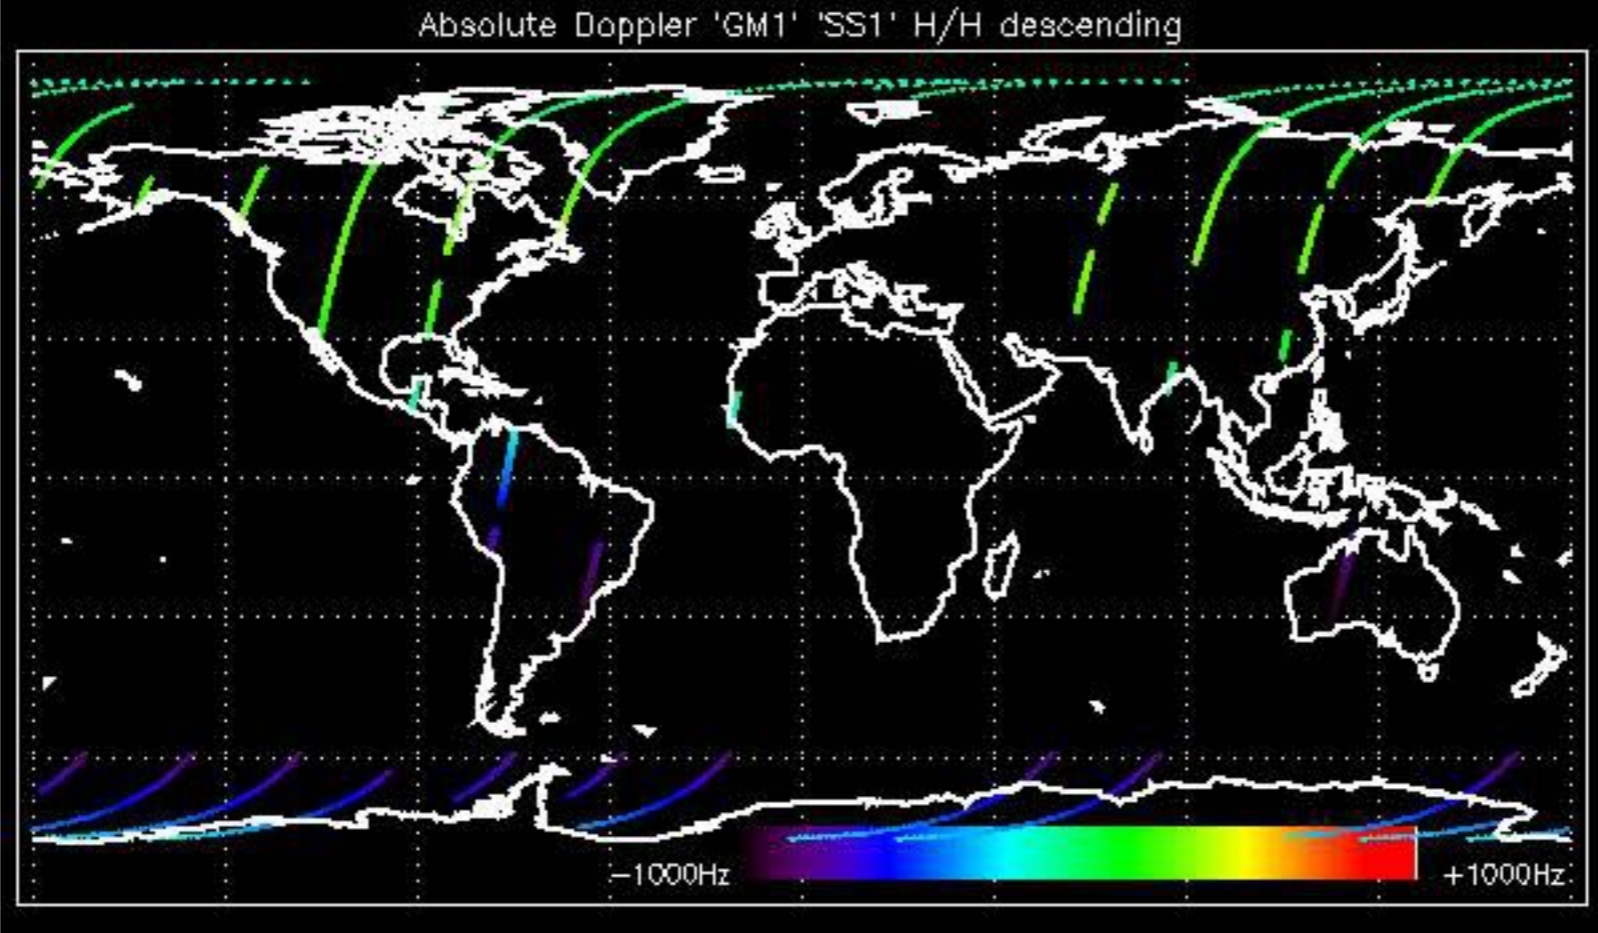 Absolute Doppler 'GM1' 'SS1' H/H descending
−1000Hz +1000Hz